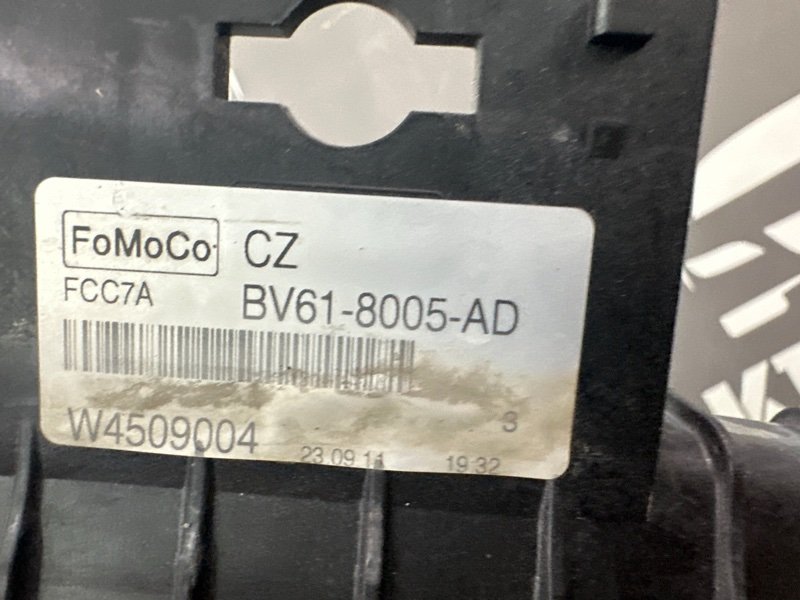 FoMoCo CZ
FCC7A BV61-8005-AD
W4509004 3
23.09.11 19:32